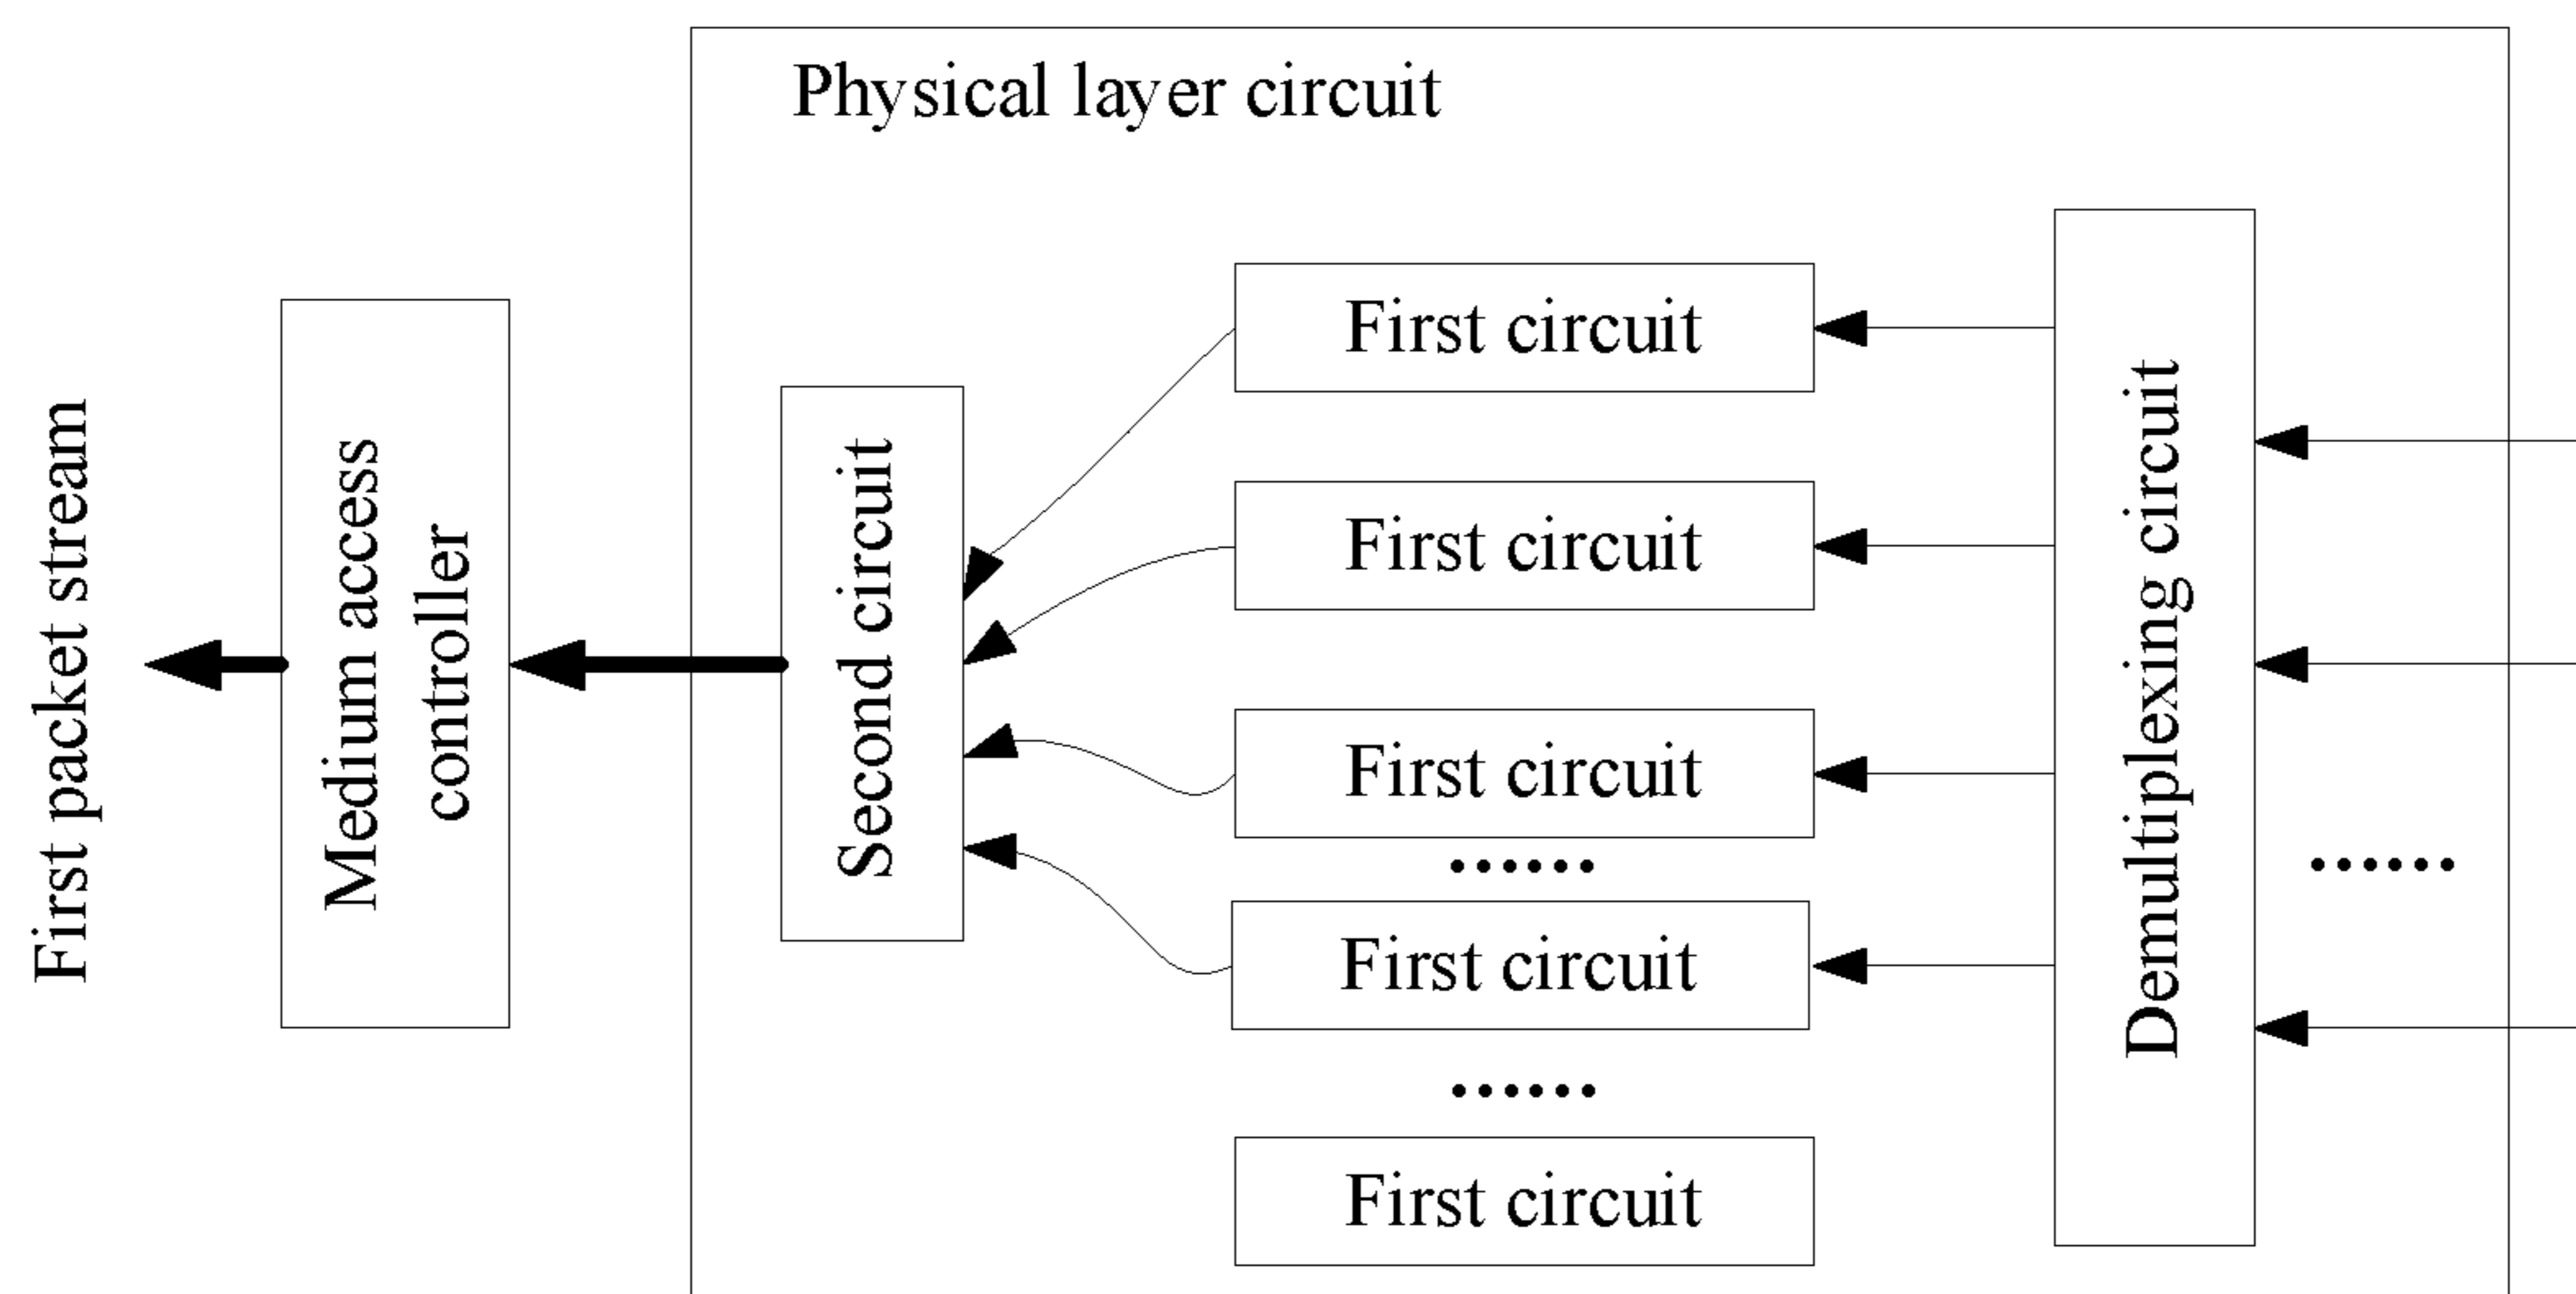 Physical layer circuit
First packet stream
Medium access
controller
Second circuit
First circuit
First circuit
First circuit
......
First circuit
......
First circuit
Demultiplexing circuit
......